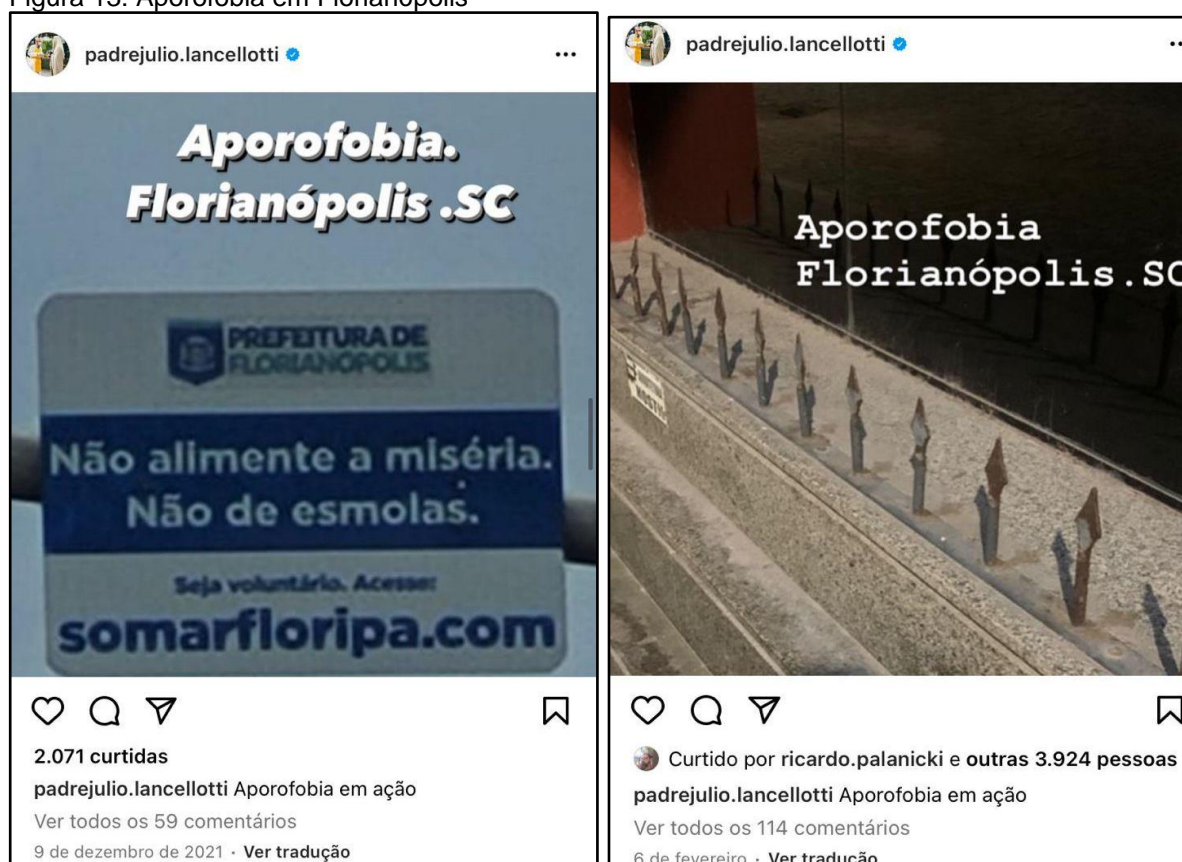 Figura 13: Aporofobia em Florianópolis
padrejulio.lancellotti
Aporofobia.
Florianópolis .SC
PREFEITURA DE
FLORIANÓPOLIS
Não alimente a miséria.
Não de esmolas.
Seja voluntário. Acesse:
somarfloripa.com
2.071 curtidas
padrejulio.lancellotti Aporofobia em ação
Ver todos os 59 comentários
9 de dezembro de 2021 · Ver tradução
padrejulio.lancellotti
Aporofobia
Florianópolis.SC
Curtido por ricardo.palanicki e outras 3.924 pessoas
padrejulio.lancellotti Aporofobia em ação
Ver todos os 114 comentários
6 de fevereiro · Ver tradução